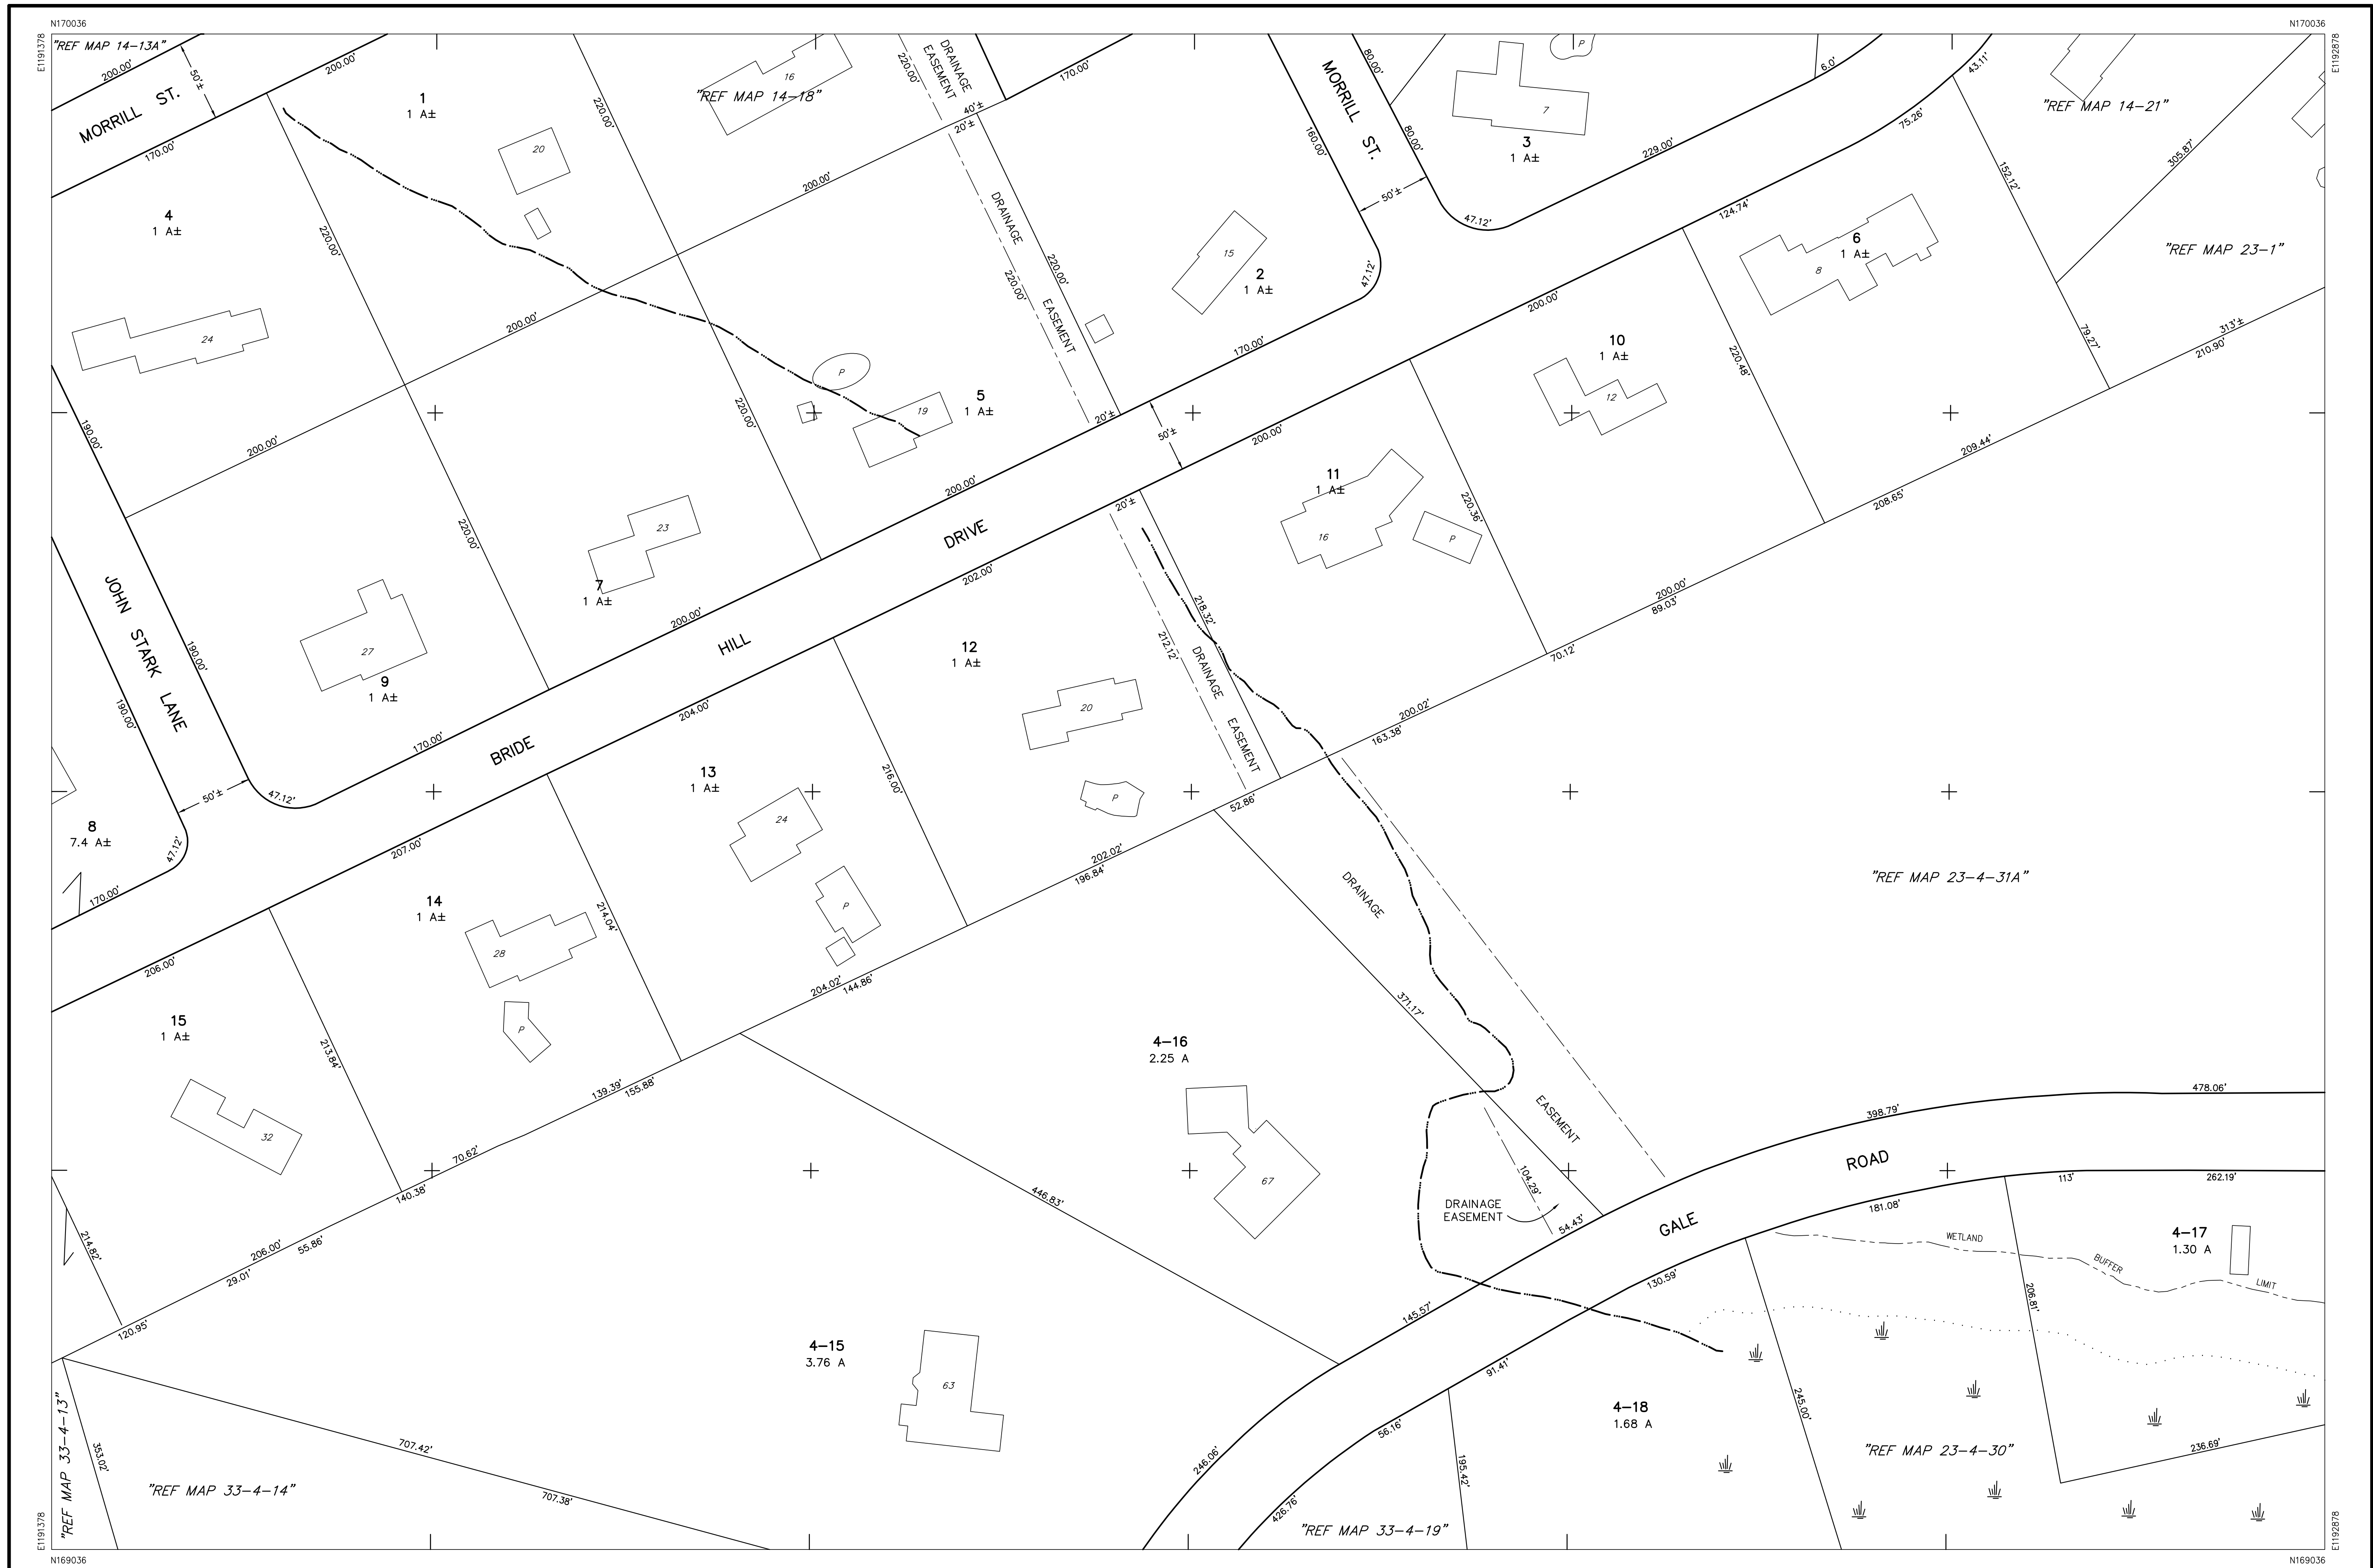 N170036
N170036
E1191378
E1192878
"REF MAP 14-13A"
200.00'
50'±
MORRILL ST.
170.00'
200.00'
1
1 A±
20
220.00'
16
"REF MAP 14-18"
220.00'
DRAINAGE
EASEMENT
40'±
20'±
170.00'
MORRILL ST.
160.00'
80.00'
80.00'
50'±
47.12'
47.12'
P
7
3
1 A±
229.00'
6.0'
43.11'
75.26'
"REF MAP 14-21"
305.87'
152.12'
"REF MAP 23-1"
79.27'
313'±
210.90'
4
1 A±
24
220.00'
200.00'
200.00'
200.00'
DRAINAGE
EASEMENT
220.00'
220.00'
15
2
1 A±
170.00'
20'±
50'±
P
19
5
1 A±
220.00'
200.00'
124.74'
6
1 A±
8
200.00'
10
1 A±
12
220.48'
209.44'
208.65'
200.00'
11
1 A±
16
P
220.36'
200.00'
89.03'
70.12'
190.00'
190.00'
190.00'
JOHN STARK LANE
220.00'
23
7
1 A±
27
9
1 A±
200.00'
170.00'
47.12'
50'±
47.12'
8
7.4 A±
170.00'
BRIDE HILL DRIVE
202.00'
204.00'
207.00'
206.00'
20'±
218.32'
212.12'
DRAINAGE
EASEMENT
12
1 A±
20
P
52.86'
200.02'
163.38'
13
1 A±
24
P
216.00'
202.02'
196.84'
14
1 A±
28
P
214.04'
204.02'
144.86'
15
1 A±
32
213.84'
139.39'
155.88'
70.62'
140.38'
206.00'
55.86'
29.01'
214.82'
120.95'
DRAINAGE
EASEMENT
371.17'
"REF MAP 23-4-31A"
4-16
2.25 A
67
446.83'
104.29'
DRAINAGE
EASEMENT
54.43'
145.57'
246.06'
GALE ROAD
398.79'
478.06'
113'
262.19'
181.08'
130.59'
91.41'
56.16'
426.76'
WETLAND BUFFER LIMIT
4-17
1.30 A
206.81'
236.69'
4-15
3.76 A
63
4-18
1.68 A
245.00'
195.42'
"REF MAP 23-4-30"
"REF MAP 33-4-19"
"REF MAP 33-4-13"
353.02'
"REF MAP 33-4-14"
707.42'
707.38'
E1191378
E1192878
N169036
N169036